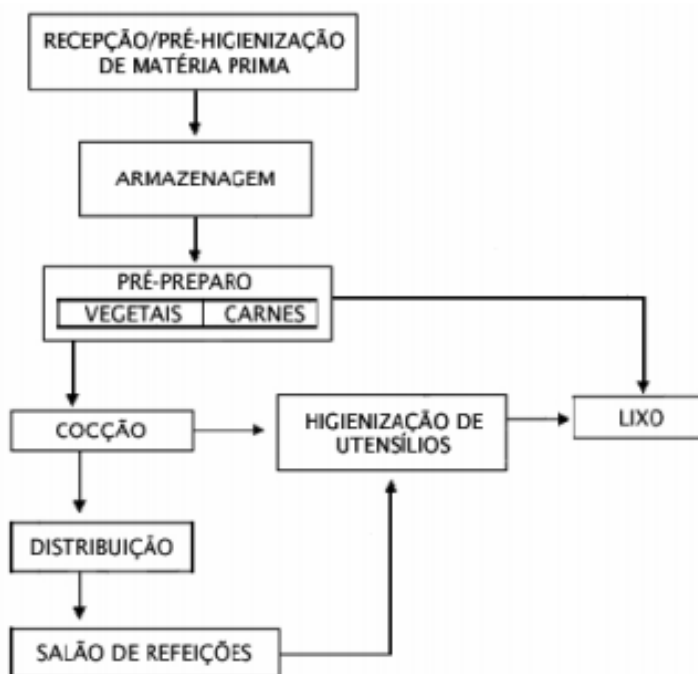 RECEPÇÃO/PRÉ-HIGIENIZAÇÃO
DE MATÉRIA PRIMA
ARMAZENAGEM
PRÉ-PREPARO
VEGETAIS CARNES
COCÇÃO
HIGIENIZAÇÃO DE
UTENSÍLIOS
LIXO
DISTRIBUIÇÃO
SALÃO DE REFEIÇÕES